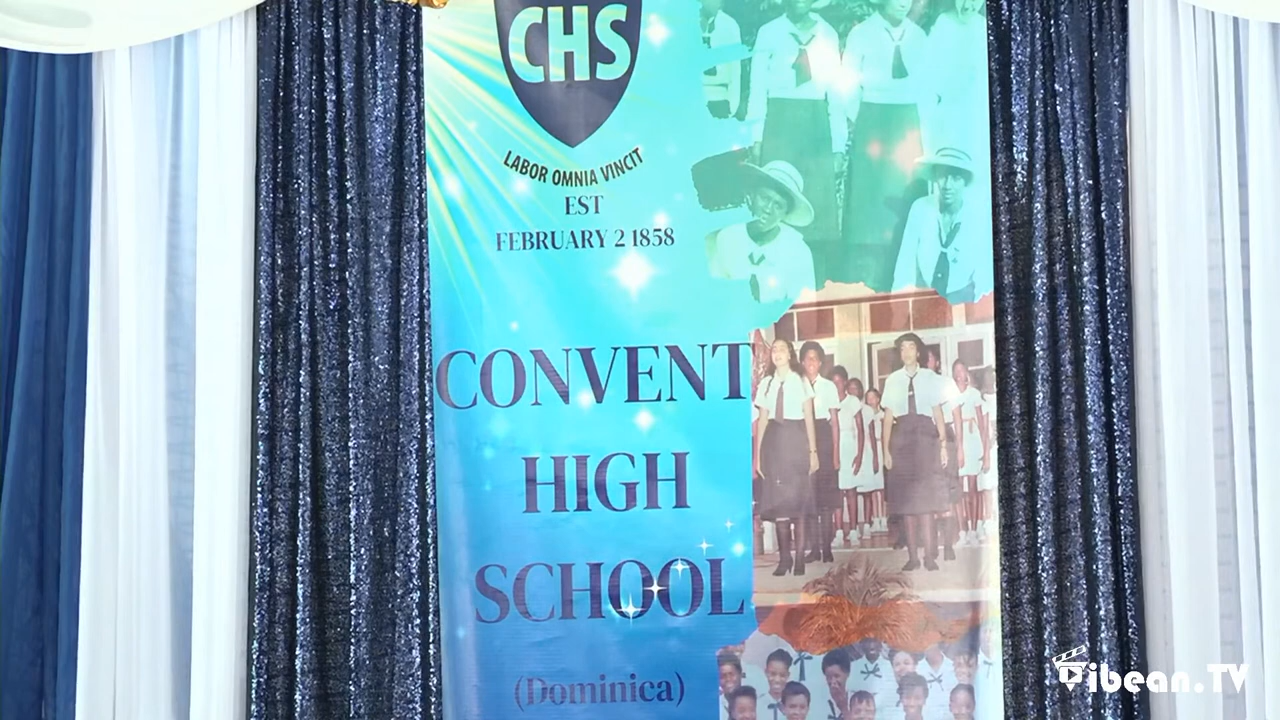 CHS
LABOR OMNIA VINCIT
EST
FEBRUARY 2 1858
CONVENT
HIGH
SCHOOL
(Dominica)
Vibean.TV